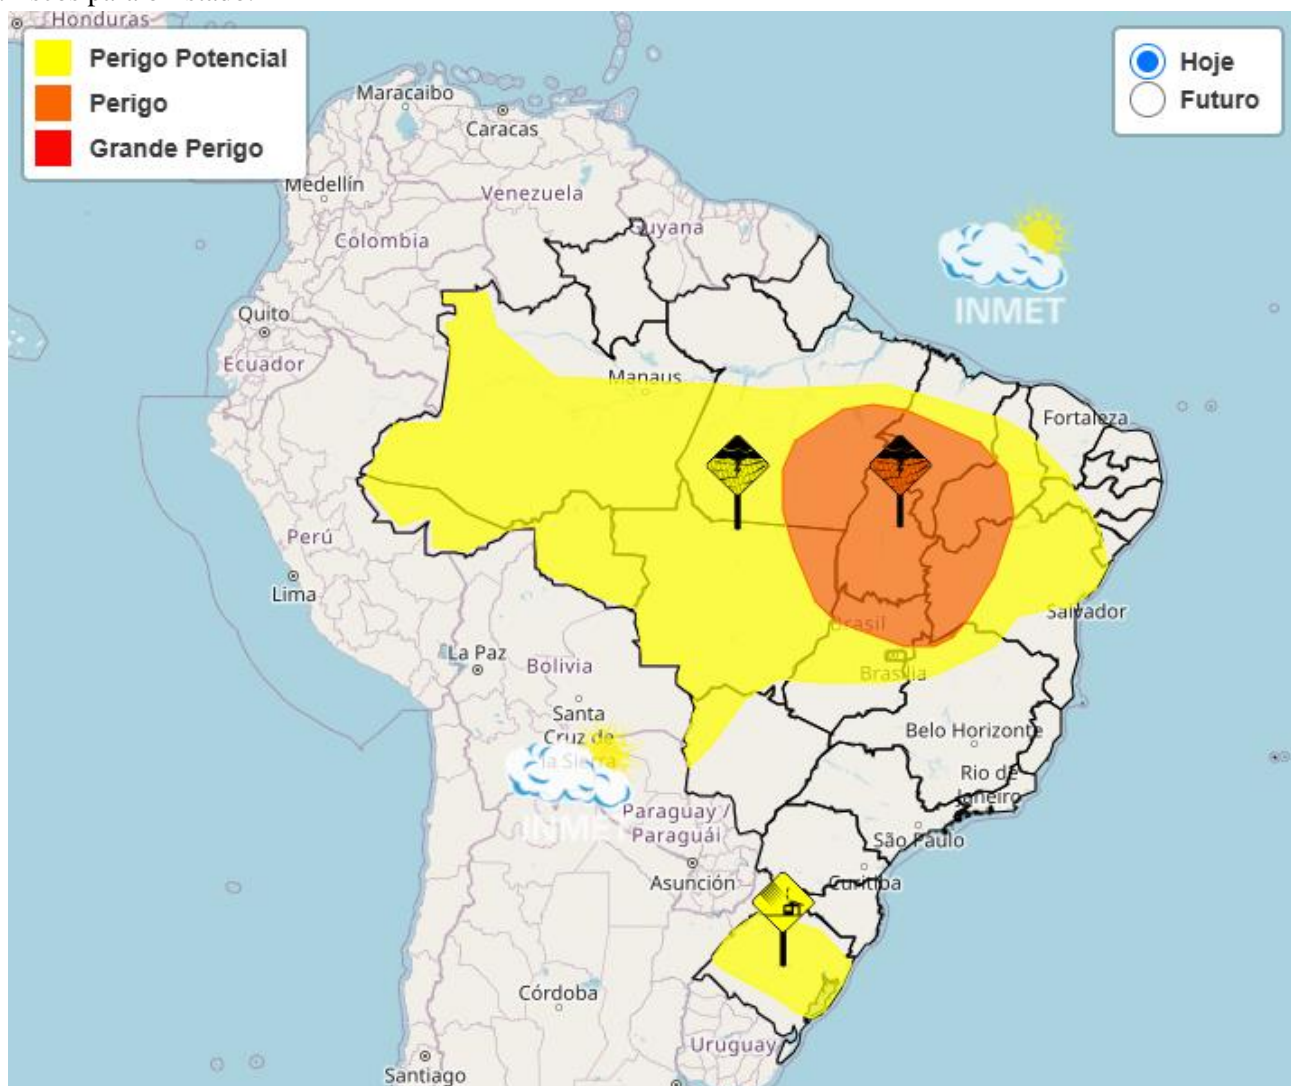 Honduras
Perigo Potencial
Perigo
Grande Perigo
Hoje
Futuro
Maracaibo
Caracas
Medellín
Venezuela
Guyana
Colombia
INMET
Quito
Ecuador
Manaus
Fortaleza
Perú
Lima
Salvador
Brasil
La Paz
Bolivia
Brasília
Santa
Cruz de
la Sierra
Belo Horizonte
Rio de
Janeiro
INMET
Paraguay /
Paraguái
São Paulo
Asunción
Curitiba
Córdoba
Uruguay
Santiago